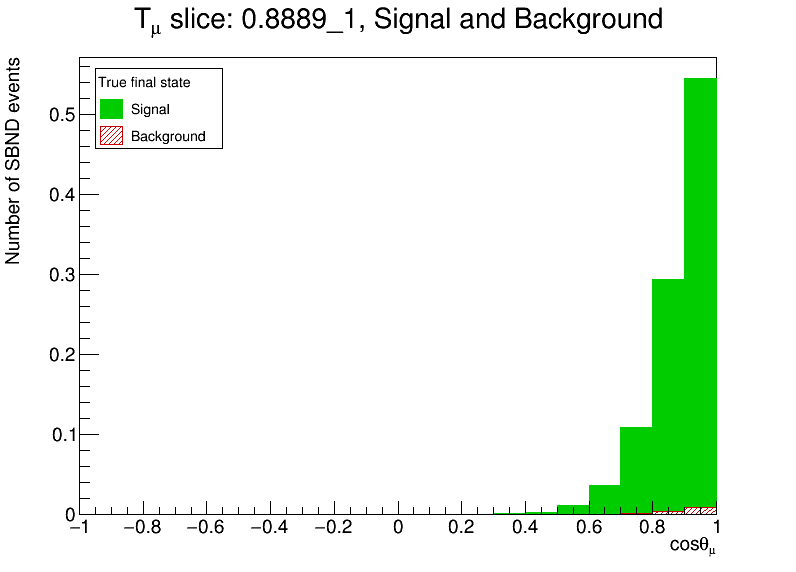 Tμ slice: 0.8889_1, Signal and Background
Number of SBND events
True final state
Signal
Background
0.5
0.4
0.3
0.2
0.1
0
−1 −0.8 −0.6 −0.4 −0.2 0 0.2 0.4 0.6 0.8 1
cosθμ